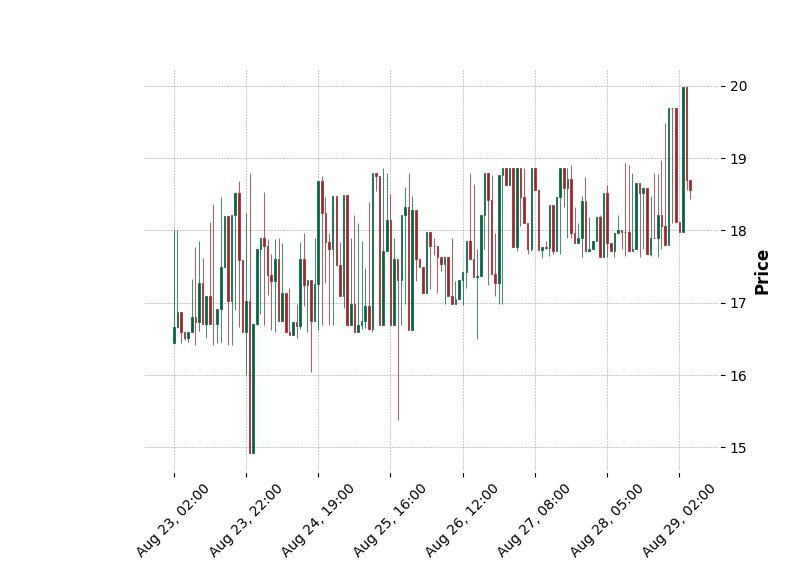 20
19
18
17
16
15
Price
Aug 23, 02:00
Aug 23, 22:00
Aug 24, 19:00
Aug 25, 16:00
Aug 26, 12:00
Aug 27, 08:00
Aug 28, 05:00
Aug 29, 02:00